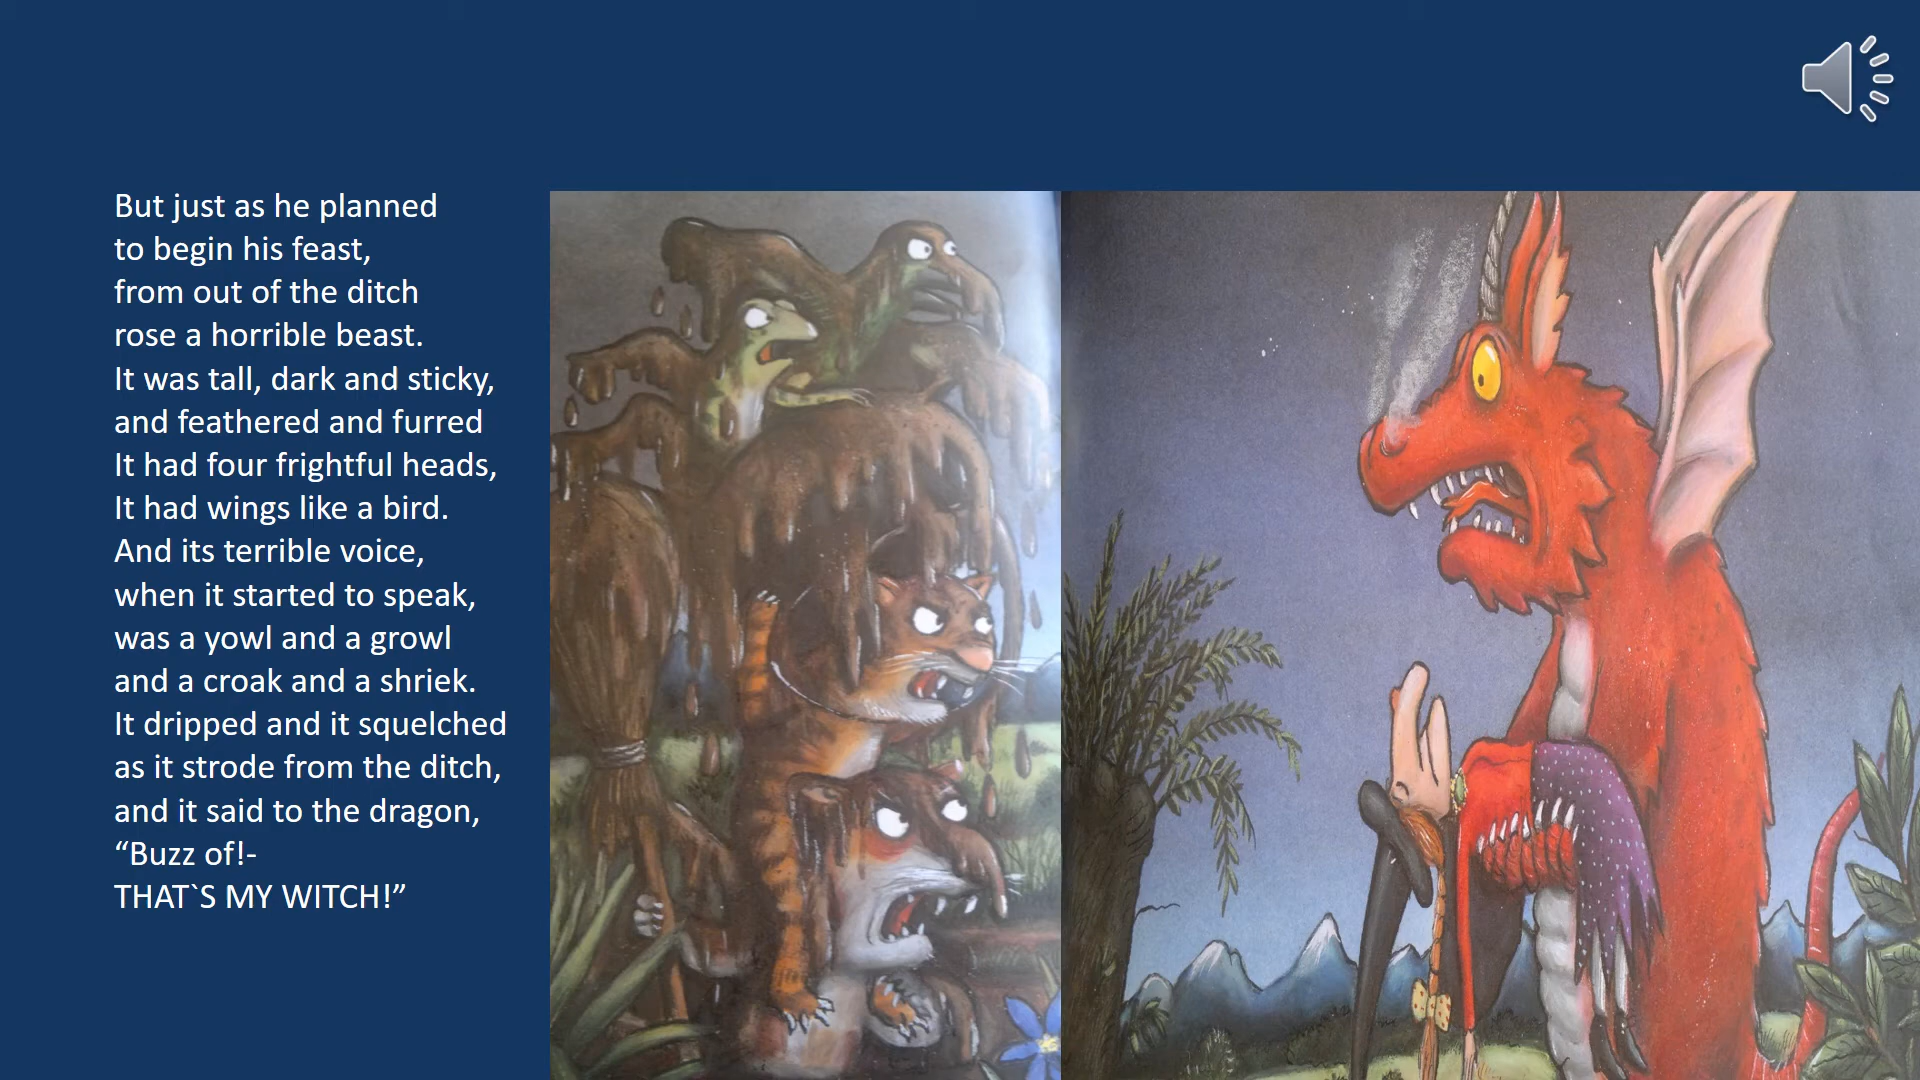 But just as he planned
to begin his feast,
from out of the ditch
rose a horrible beast.
It was tall, dark and sticky,
and feathered and furred
It had four frightful heads,
It had wings like a bird.
And its terrible voice,
when it started to speak,
was a yowl and a growl
and a croak and a shriek.
It dripped and it squelched
as it strode from the ditch,
and it said to the dragon,
“Buzz of!-
THAT`S MY WITCH!”